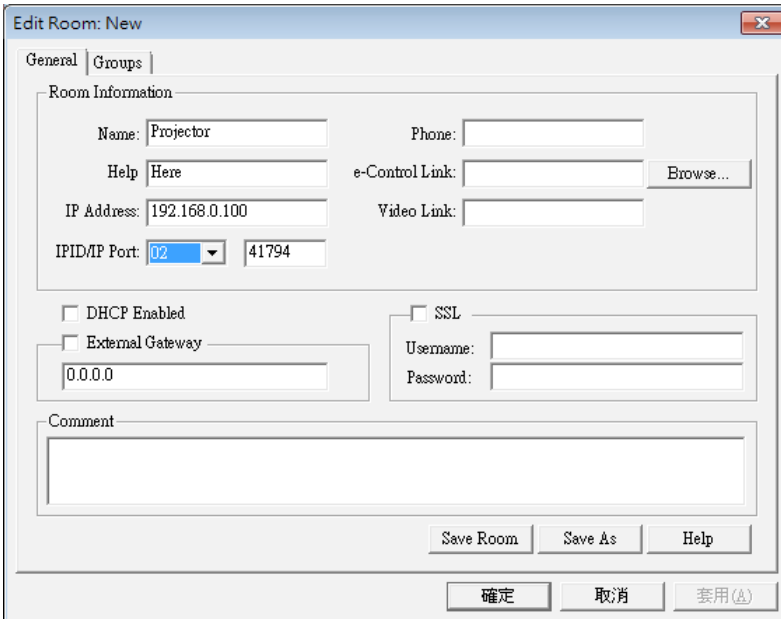 Edit Room: New
General Groups
Room Information
Name: Projector Phone:
Help Here e-Control Link: Browse...
IP Address: 192.168.0.100 Video Link:
IPID/IP Port: 02 41794
DHCP Enabled SSL
External Gateway Username:
0.0.0.0 Password:
Comment
Save Room Save As Help
確定 取消 套用(A)